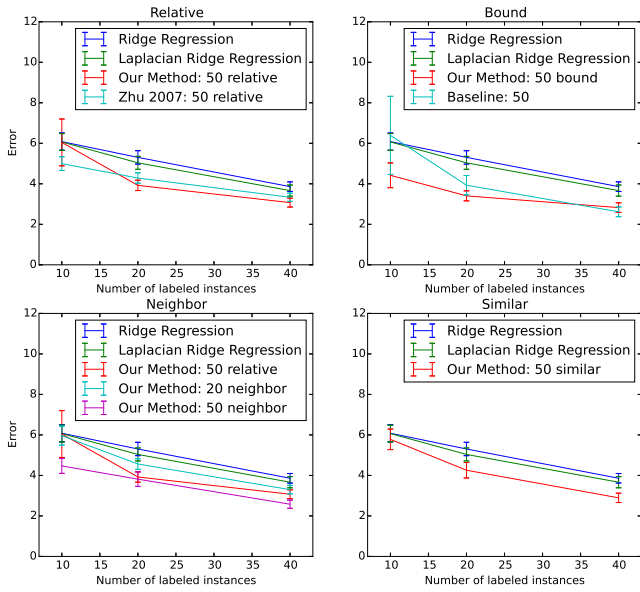 Relative
12
10
8
6
4
2
0
Error
Ridge Regression
Laplacian Ridge Regression
Our Method: 50 relative
Zhu 2007: 50 relative
10 15 20 25 30 35 40
Number of labeled instances
Bound
12
10
8
6
4
2
0
Ridge Regression
Laplacian Ridge Regression
Our Method: 50 bound
Baseline: 50
10 15 20 25 30 35 40
Number of labeled instances
Neighbor
12
10
8
6
4
2
0
Error
Ridge Regression
Laplacian Ridge Regression
Our Method: 50 relative
Our Method: 20 neighbor
Our Method: 50 neighbor
10 15 20 25 30 35 40
Number of labeled instances
Similar
12
10
8
6
4
2
0
Ridge Regression
Laplacian Ridge Regression
Our Method: 50 similar
10 15 20 25 30 35 40
Number of labeled instances